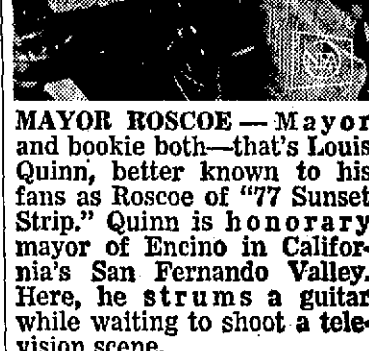 NEA
MAYOR ROSCOE — Mayor
and bookie both—that's Louis
Quinn, better known to his
fans as Roscoe of "77 Sunset
Strip." Quinn is honorary
mayor of Encino in Califor-
nia's San Fernando Valley.
Here, he strums a guitar
while waiting to shoot a tele-
vision scene.